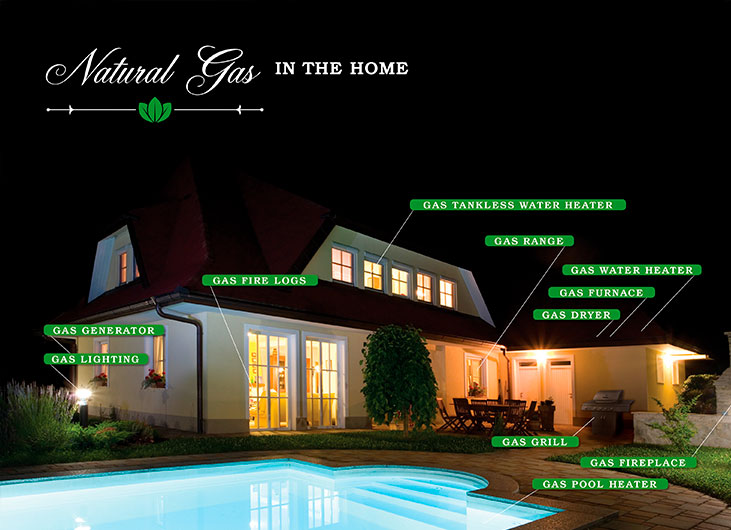 Natural Gas IN THE HOME
GAS TANKLESS WATER HEATER
GAS RANGE
GAS WATER HEATER
GAS FIRE LOGS
GAS FURNACE
GAS DRYER
GAS GENERATOR
GAS LIGHTING
GAS GRILL
GAS FIREPLACE
GAS POOL HEATER